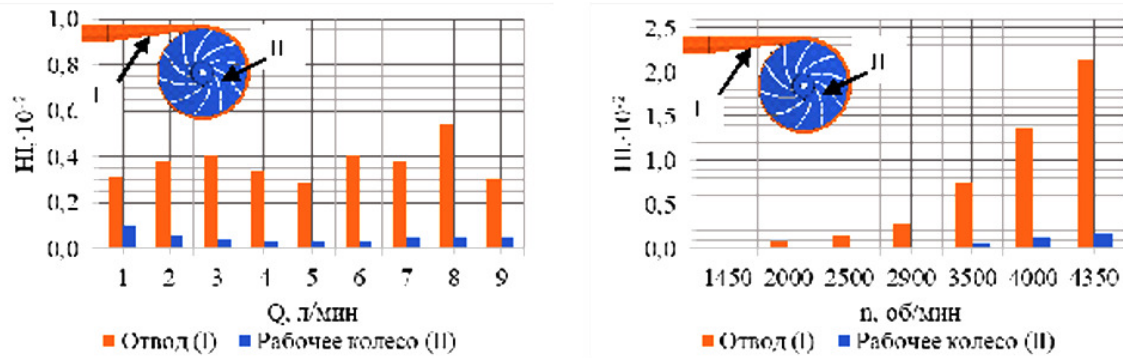 HI·10⁻²
1,0
0,8
0,6
0,4
0,2
0,0
I
II
1 2 3 4 5 6 7 8 9
Q, л/мин
Отвод (I) Рабочее колесо (II)
HI·10⁻²
2,5
2,0
1,5
1,0
0,5
0,0
I
II
1450 2000 2500 2900 3500 4000 4350
n, об/мин
Отвод (I) Рабочее колесо (II)